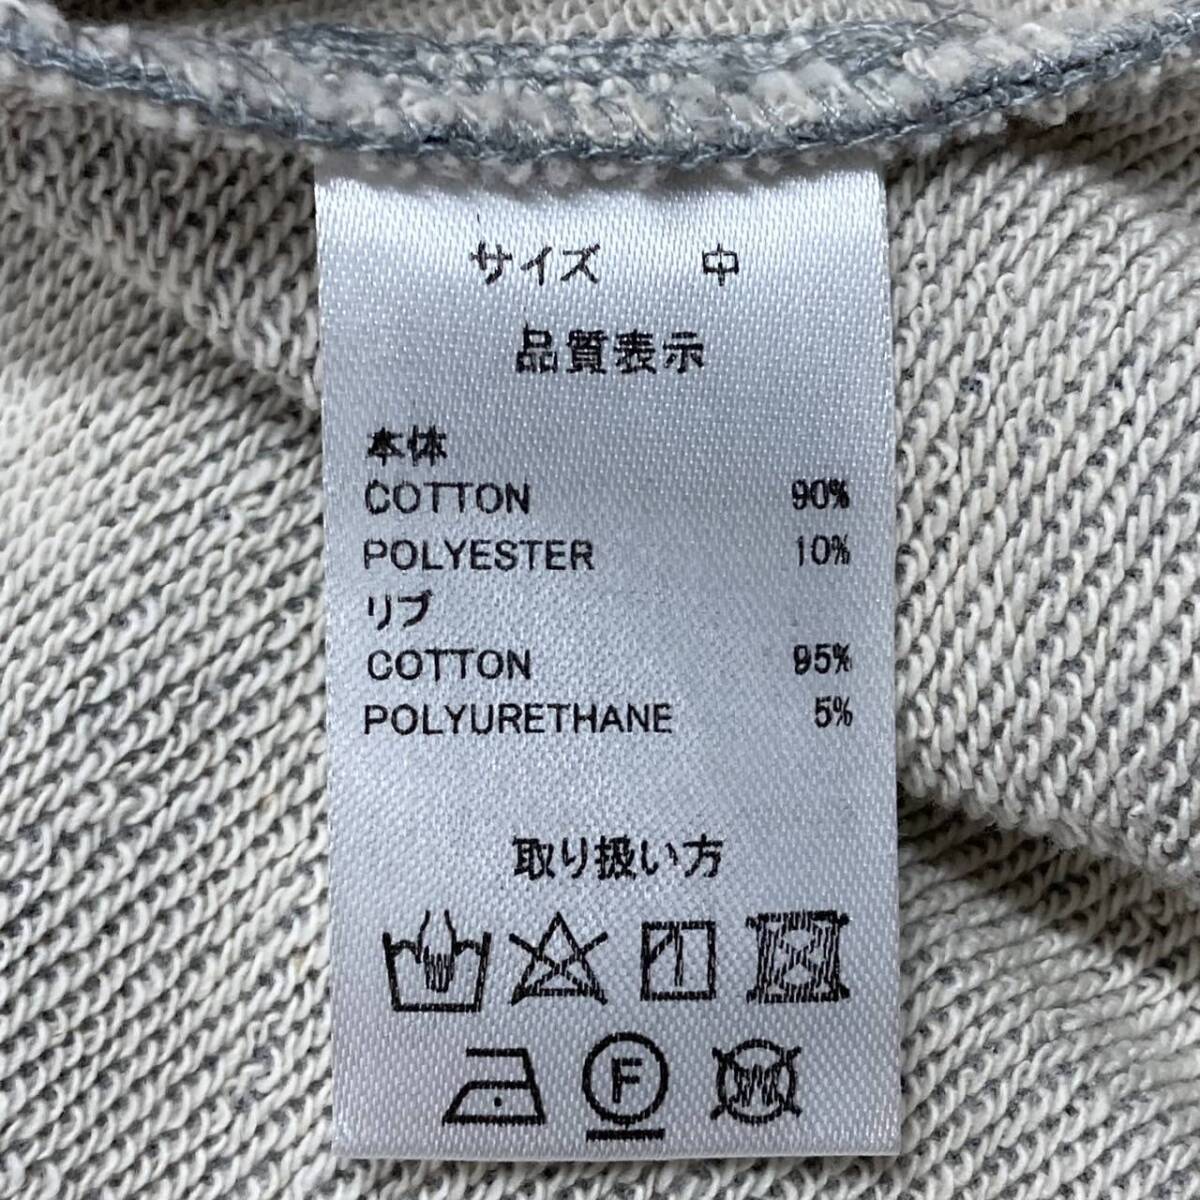 サイズ 中
品質表示
本体
COTTON 90%
POLYESTER 10%
リブ
COTTON 95%
POLYURETHANE 5%
取り扱い方
F W